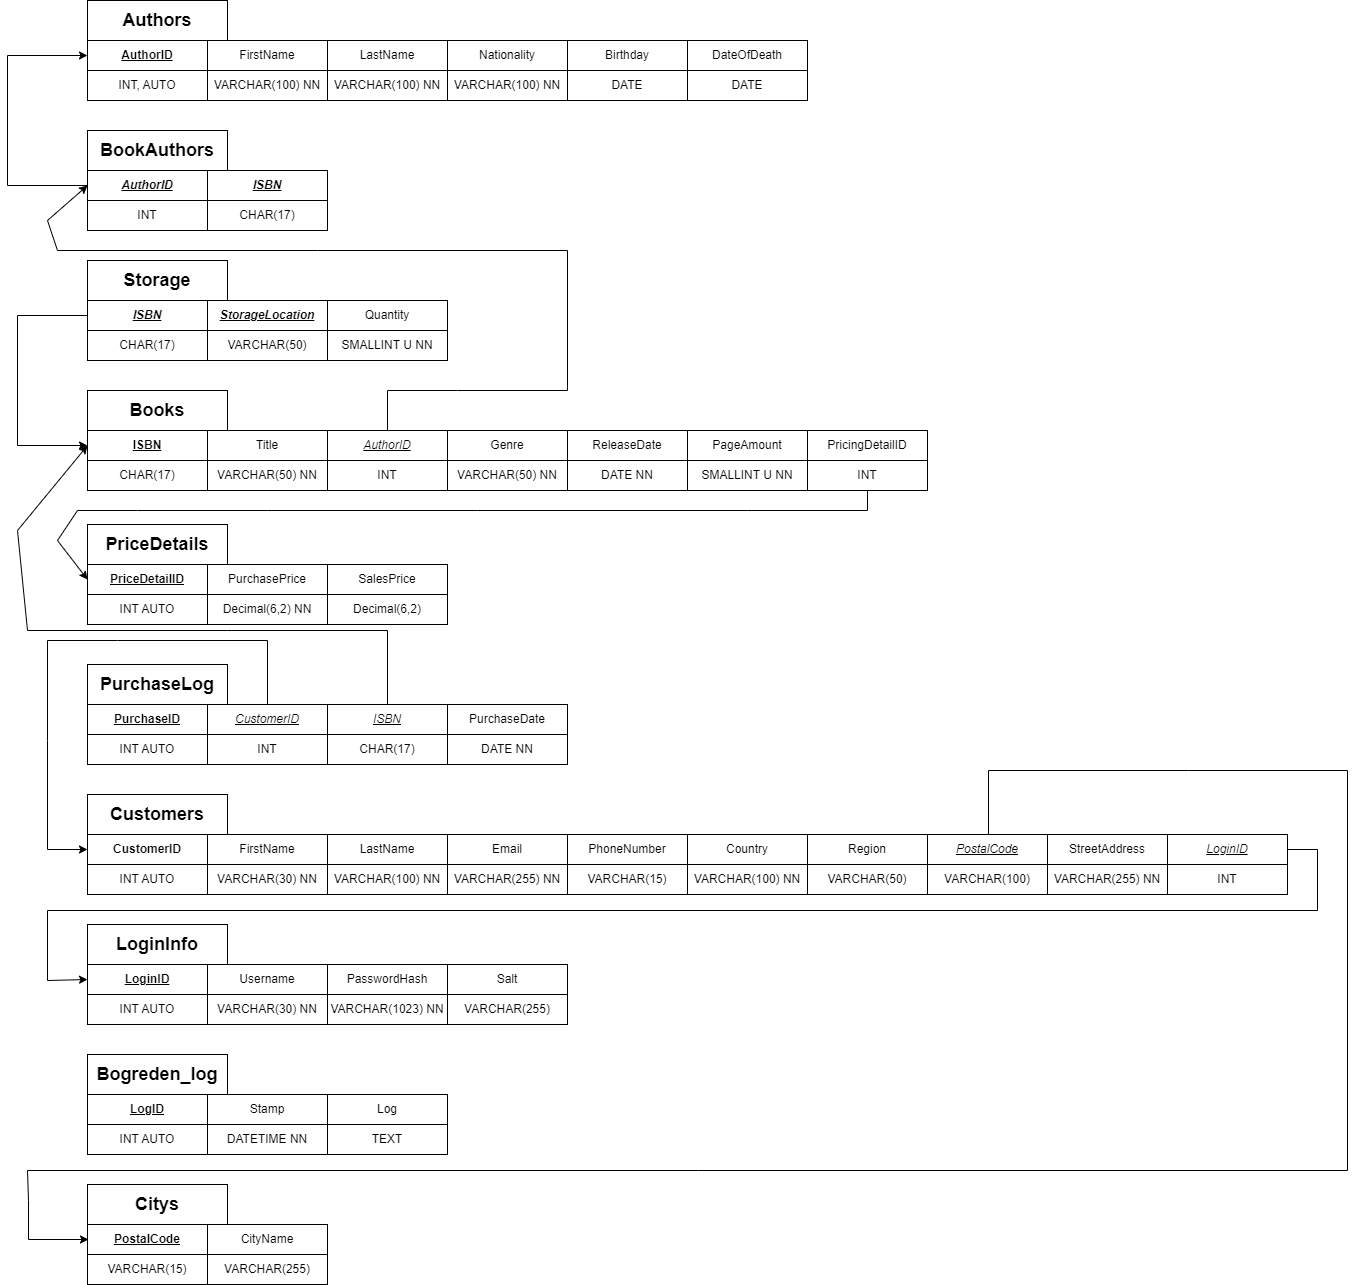 Authors
AuthorID FirstName LastName Nationality Birthday DateOfDeath
INT, AUTO VARCHAR(100) NN VARCHAR(100) NN VARCHAR(100) NN DATE DATE
BookAuthors
AuthorID ISBN
INT CHAR(17)
Storage
ISBN StorageLocation Quantity
CHAR(17) VARCHAR(50) SMALLINT U NN
Books
ISBN Title AuthorID Genre ReleaseDate PageAmount PricingDetailID
CHAR(17) VARCHAR(50) NN INT VARCHAR(50) NN DATE NN SMALLINT U NN INT
PriceDetails
PriceDetailID PurchasePrice SalesPrice
INT AUTO Decimal(6,2) NN Decimal(6,2)
PurchaseLog
PurchaseID CustomerID ISBN PurchaseDate
INT AUTO INT CHAR(17) DATE NN
Customers
CustomerID FirstName LastName Email PhoneNumber Country Region PostalCode StreetAddress LoginID
INT AUTO VARCHAR(30) NN VARCHAR(100) NN VARCHAR(255) NN VARCHAR(15) VARCHAR(100) NN VARCHAR(50) VARCHAR(100) VARCHAR(255) NN INT
LoginInfo
LoginID Username PasswordHash Salt
INT AUTO VARCHAR(30) NN VARCHAR(1023) NN VARCHAR(255)
Bogreden_log
LogID Stamp Log
INT AUTO DATETIME NN TEXT
Citys
PostalCode CityName
VARCHAR(15) VARCHAR(255)